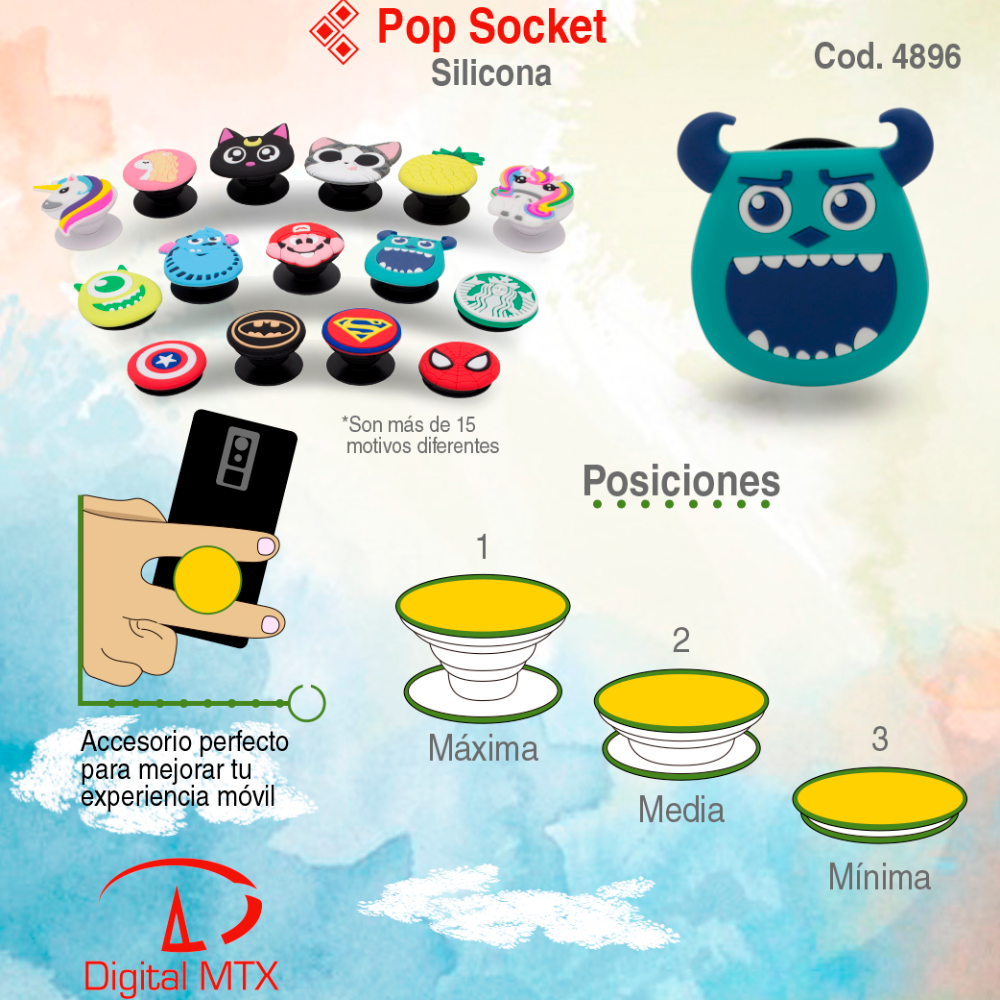 Pop Socket
Silicona
Cod. 4896
*Son más de 15
motivos diferentes
Posiciones
1
Máxima
2
Media
3
Mínima
Accesorio perfecto
para mejorar tu
experiencia móvil
Digital MTX